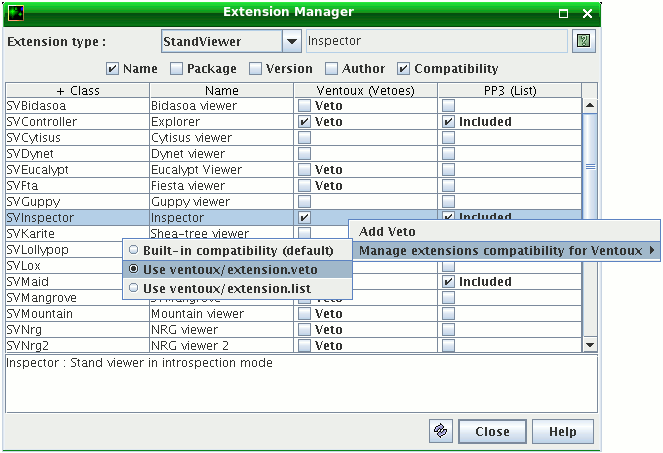 Extension Manager
Extension type : StandViewer Inspector
Name Package Version Author Compatibility
+ Class Name Ventoux (Vetoes) PP3 (List)
SVBidasoa Bidasoa viewer Veto
SVController Explorer Veto Included
SVCytisus Cytisus viewer
SVDynet Dynet viewer
SVEucalypt Eucalypt Viewer Veto
SVFta Fiesta viewer Veto
SVGuppy Guppy viewer
SVInspector Inspector Included
SVKarite Shea-tree viewer Add Veto
SVLollypop Built-in compatibility (default) Manage extensions compatibility for Ventoux
SVLox Use ventoux/extension.veto
SVMaid Use ventoux/extension.list Included
SVMangrove SVMangrove Veto
SVMountain Mountain viewer Veto
SVNrg NRG viewer Veto
SVNrg2 NRG viewer 2 Veto
Inspector : Stand viewer in introspection mode
Close Help